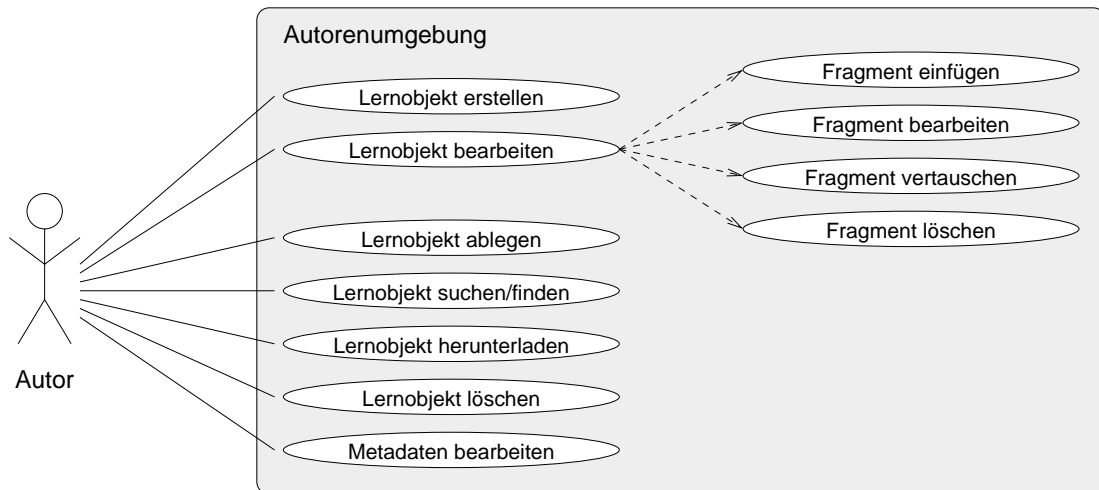 Autorenumgebung
Lernobjekt erstellen
Lernobjekt bearbeiten
Lernobjekt ablegen
Lernobjekt suchen/finden
Lernobjekt herunterladen
Lernobjekt löschen
Metadaten bearbeiten
Fragment einfügen
Fragment bearbeiten
Fragment vertauschen
Fragment löschen
Autor